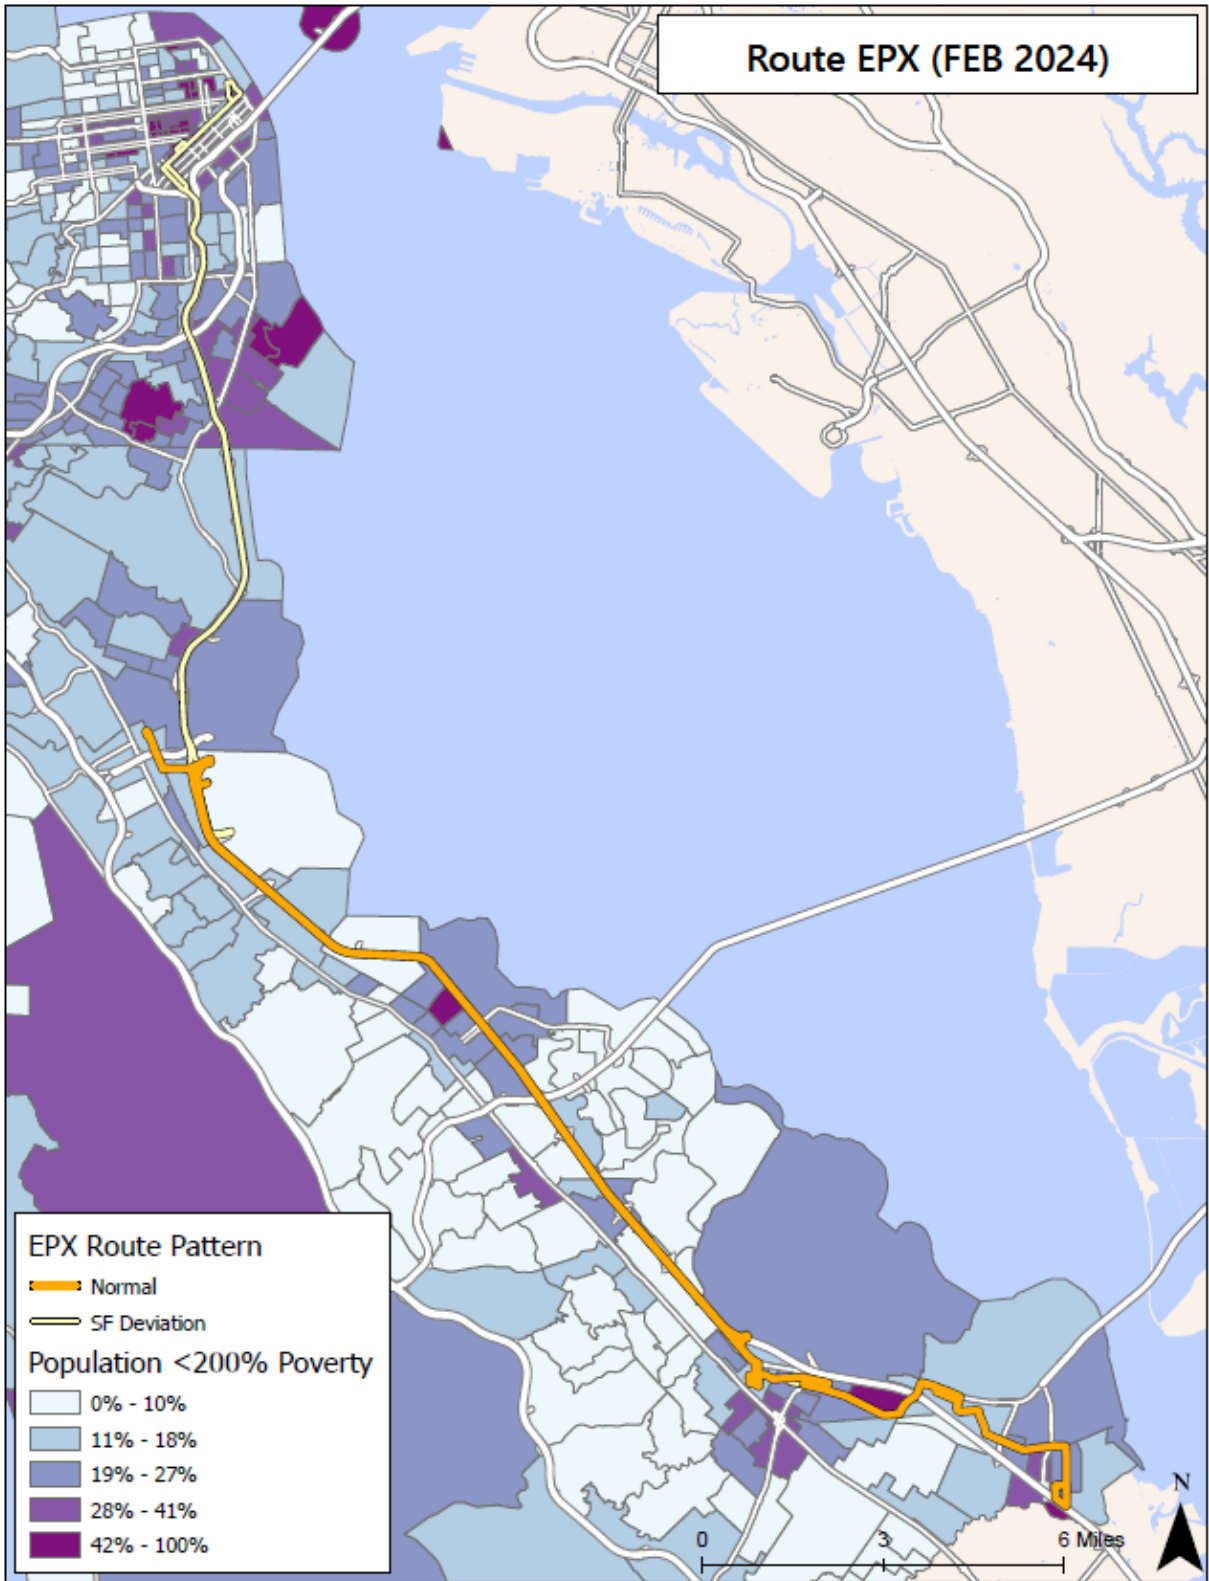 Route EPX (FEB 2024)
EPX Route Pattern
Normal
SF Deviation
Population <200% Poverty
0% - 10%
11% - 18%
19% - 27%
28% - 41%
42% - 100%
0 3 6 Miles
N